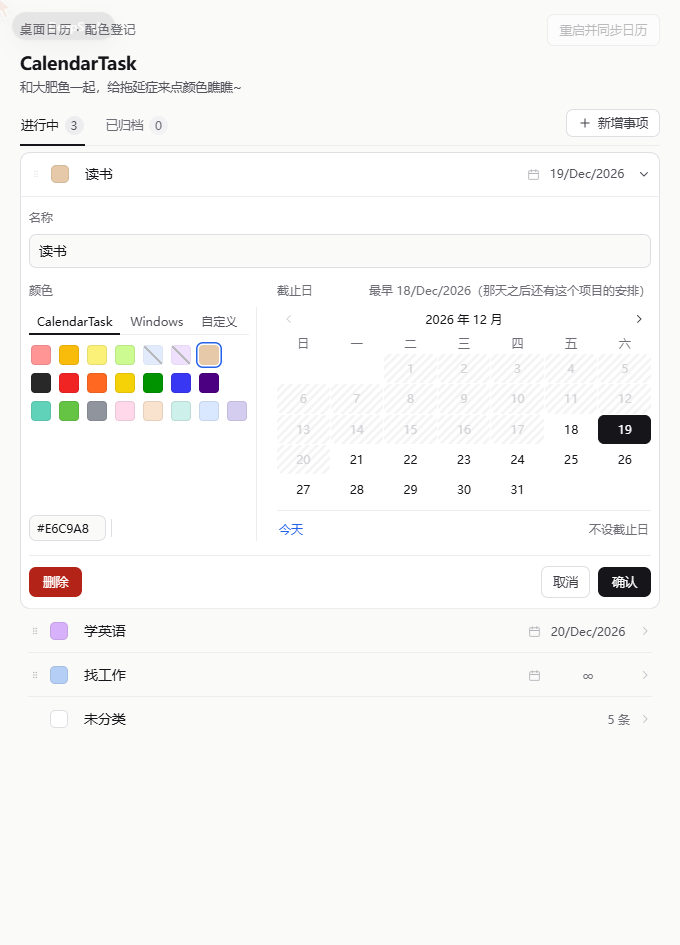 桌面日历 · 配色登记
重启并同步日历
CalendarTask
和大肥鱼一起，给拖延症来点颜色瞧瞧~
进行中 3 已归档 0
+ 新增事项
读书 19/Dec/2026
名称
读书
颜色
截止日 最早 18/Dec/2026（那天之后还有这个项目的安排）
CalendarTask Windows 自定义
2026 年 12 月
日 一 二 三 四 五 六
1 2 3 4 5
6 7 8 9 10 11 12
13 14 15 16 17 18 19
20 21 22 23 24 25 26
27 28 29 30 31
#E6C9A8
今天 不设截止日
删除 取消 确认
学英语 20/Dec/2026
找工作 ∞
未分类 5 条